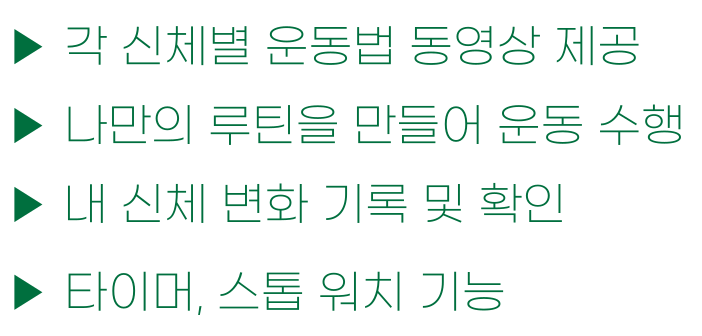 ▶ 각 신체별 운동법 동영상 제공
▶ 나만의 루틴을 만들어 운동 수행
▶ 내 신체 변화 기록 및 확인
▶ 타이머, 스톱 워치 기능